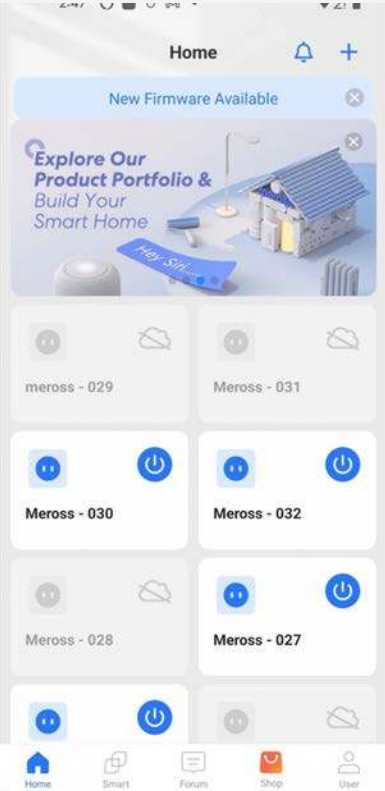 Home
New Firmware Available
Explore Our
Product Portfolio &
Build Your
Smart Home
Hey Siri......
meross - 029
Meross - 031
Meross - 030
Meross - 032
Meross - 028
Meross - 027
Home
Smart
Forum
Shop
User